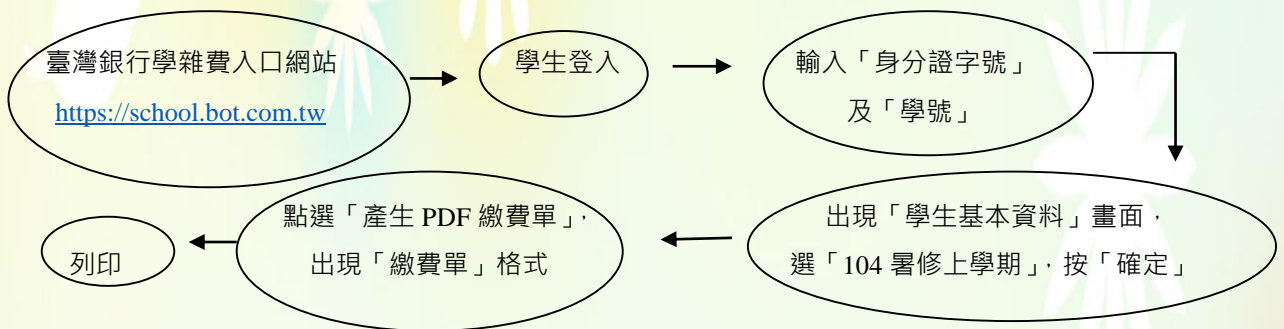 臺灣銀行學雜費入口網站
https://school.bot.com.tw
學生登入
輸入「身分證字號」
及「學號」
出現「學生基本資料」畫面，
選「104 暑修上學期」，按「確定」
點選「產生 PDF 繳費單」，
出現「繳費單」格式
列印